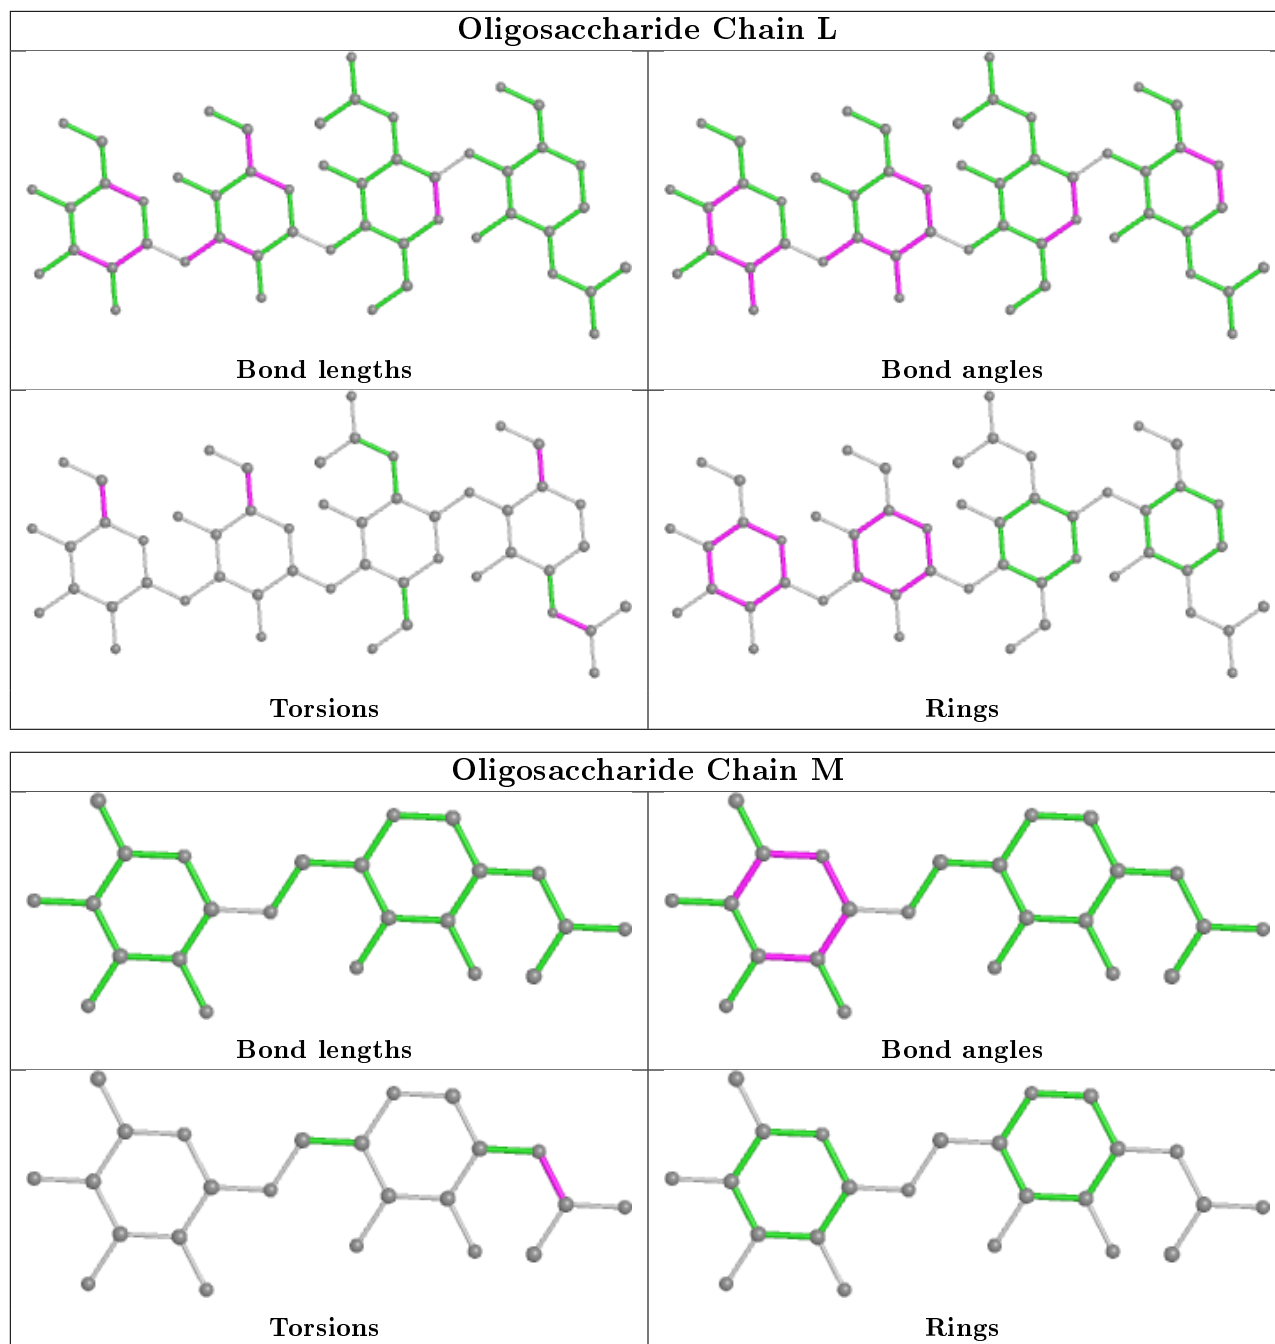 Oligosaccharide Chain L
Bond lengths
Bond angles
Torsions
Rings
Oligosaccharide Chain M
Bond lengths
Bond angles
Torsions
Rings